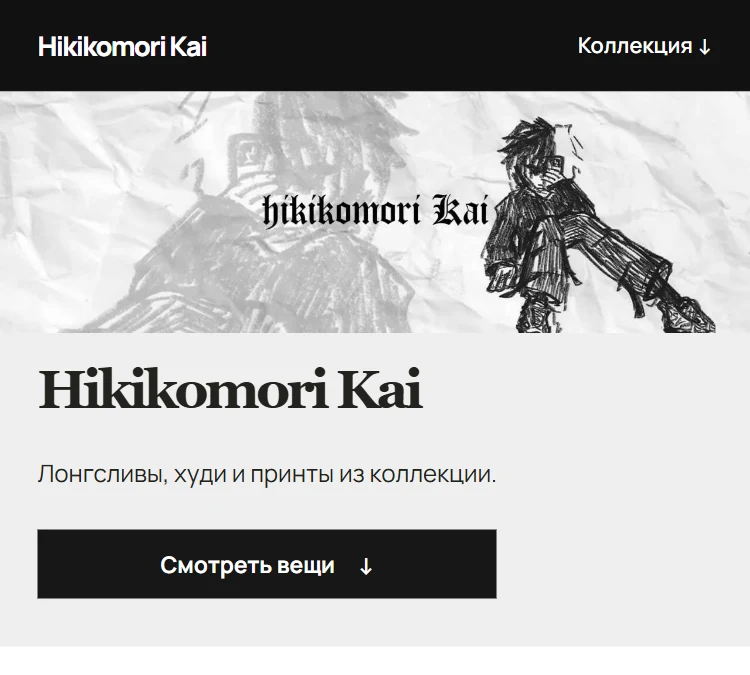 Hikikomori Kai
Коллекция ↓
hikikomori Kai
Hikikomori Kai
Лонгсливы, худи и принты из коллекции.
Смотреть вещи ↓